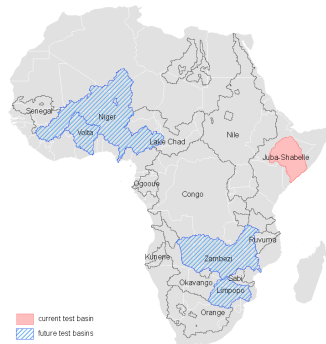 Senegal
Niger
Volta
Lake Chad
Nile
Juba-Shabelle
Ogooue
Congo
Ruvuma
Kunene
Zambezi
Okavango
Sabi
Limpopo
Orange
current test basin
future test basins